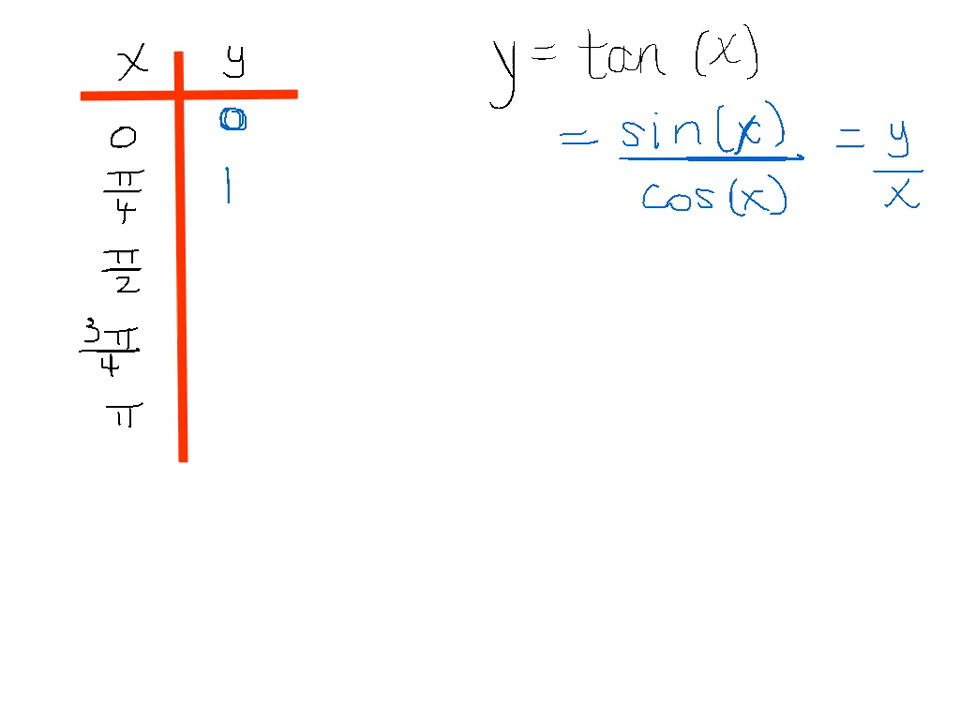 x y
0 0
π/4 1
π/2
3π/4
π
y = tan (x)
= sin(x)/cos(x) = y/x